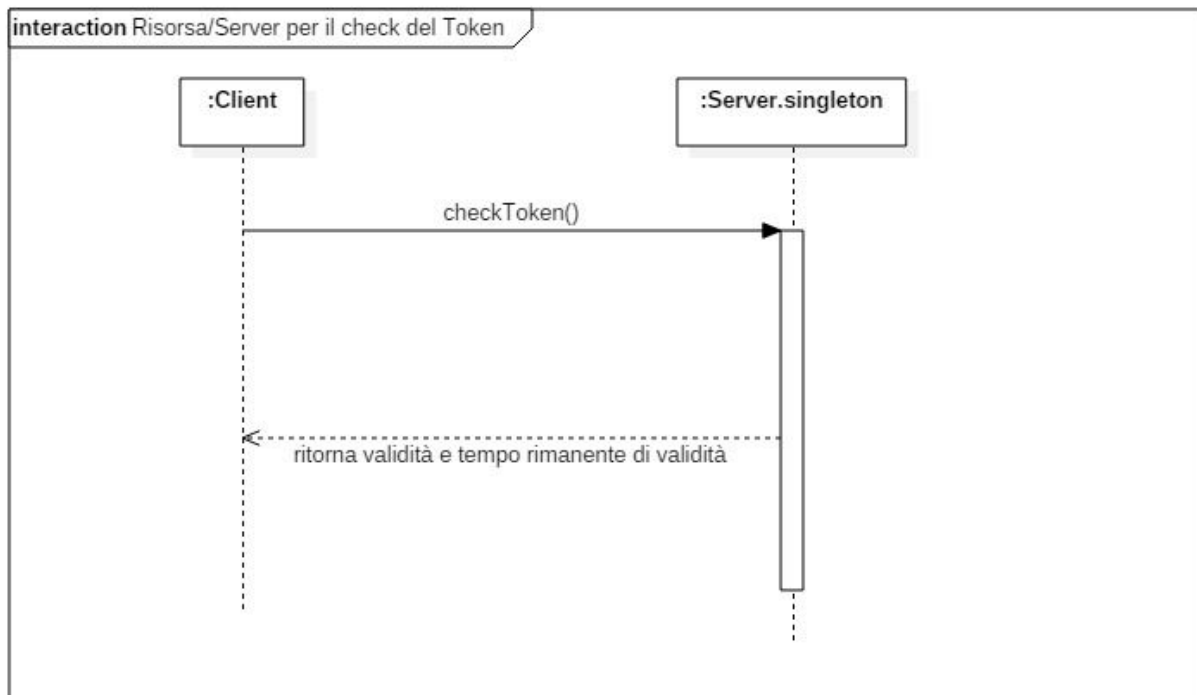 interaction Risorsa/Server per il check del Token
:Client
:Server.singleton
checkToken()
ritorna validità e tempo rimanente di validità